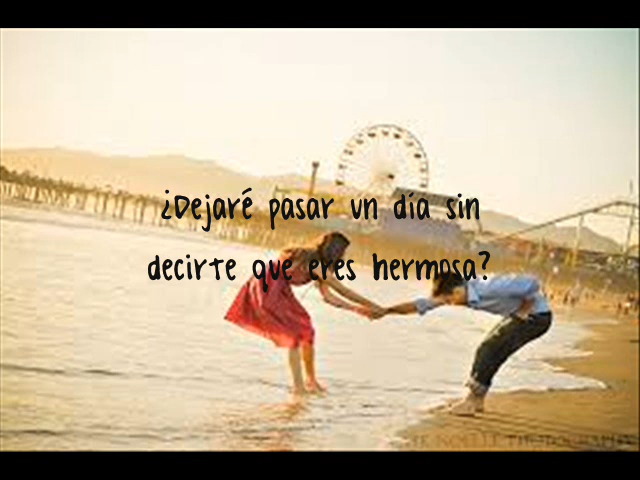 ¿Dejaré pasar un día sin
decirte que eres hermosa?